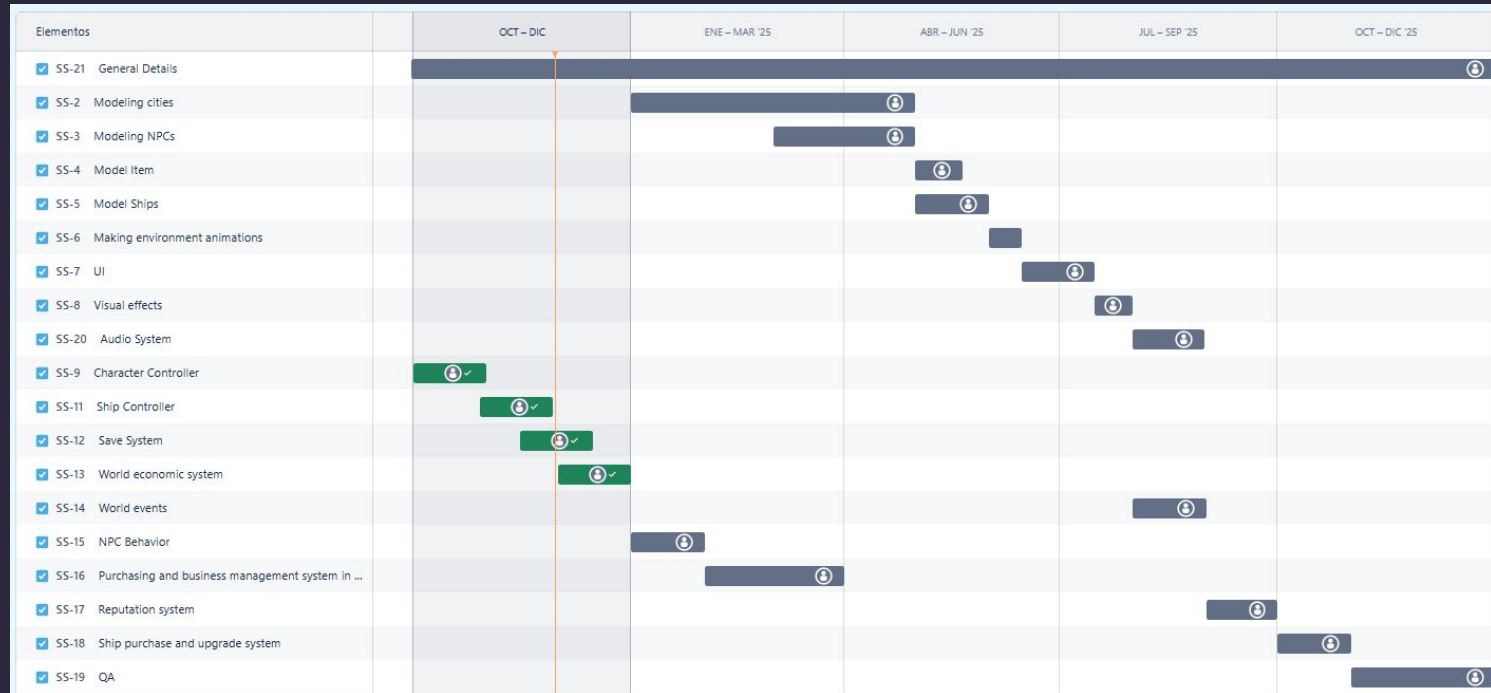 Elementos OCT – DIC ENE – MAR '25 ABR – JUN '25 JUL – SEP '25 OCT – DIC '25
SS-21 General Details
SS-2 Modeling cities
SS-3 Modeling NPCs
SS-4 Model Item
SS-5 Model Ships
SS-6 Making environment animations
SS-7 UI
SS-8 Visual effects
SS-20 Audio System
SS-9 Character Controller
SS-11 Ship Controller
SS-12 Save System
SS-13 World economic system
SS-14 World events
SS-15 NPC Behavior
SS-16 Purchasing and business management system in ...
SS-17 Reputation system
SS-18 Ship purchase and upgrade system
SS-19 QA